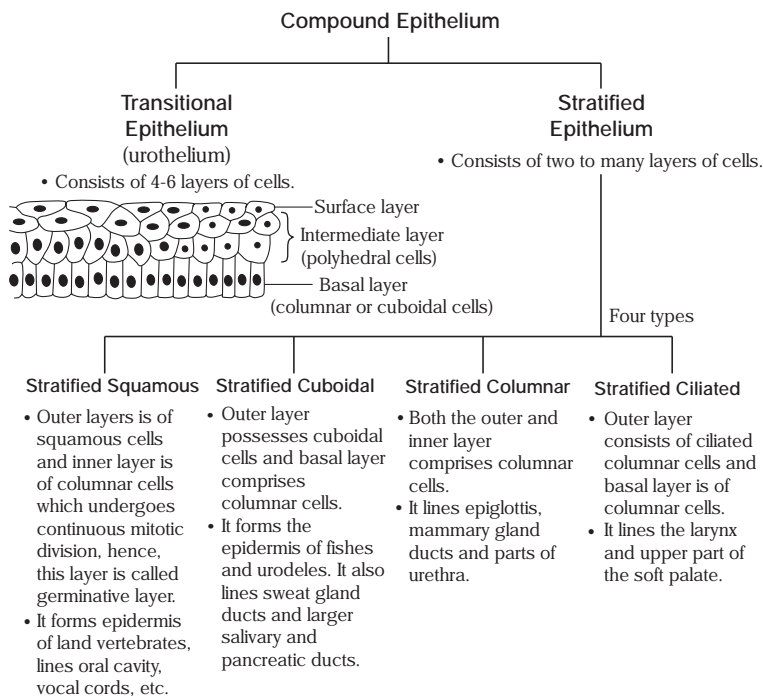 Compound Epithelium
Transitional
Epithelium
(urothelium)
• Consists of 4-6 layers of cells.
Surface layer
Intermediate layer
(polyhedral cells)
Basal layer
(columnar or cuboidal cells)
Stratified
Epithelium
• Consists of two to many layers of cells.
Four types
Stratified Squamous
• Outer layers is of
squamous cells
and inner layer is
of columnar cells
which undergoes
continuous mitotic
division, hence,
this layer is called
germinative layer.
• It forms epidermis
of land vertebrates,
lines oral cavity,
vocal cords, etc.
Stratified Cuboidal
• Outer layer
possesses cuboidal
cells and basal layer
comprises
columnar cells.
• It forms the
epidermis of fishes
and urodeles. It also
lines sweat gland
ducts and larger
salivary and
pancreatic ducts.
Stratified Columnar
• Both the outer and
inner layer
comprises columnar
cells.
• It lines epiglottis,
mammary gland
ducts and parts of
urethra.
Stratified Ciliated
• Outer layer
consists of ciliated
columnar cells and
basal layer is of
columnar cells.
• It lines the larynx
and upper part of
the soft palate.